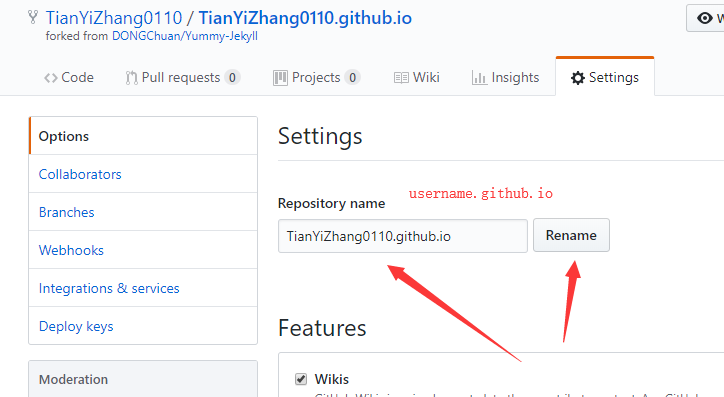 TianYiZhang0110 / TianYiZhang0110.github.io
forked from DONGChuan/Yummy-Jekyll
Code Pull requests 0 Projects 0 Wiki Insights Settings
Options
Collaborators
Branches
Webhooks
Integrations & services
Deploy keys
Moderation
Settings
username.github.io
Repository name
TianYiZhang0110.github.io Rename
Features
Wikis